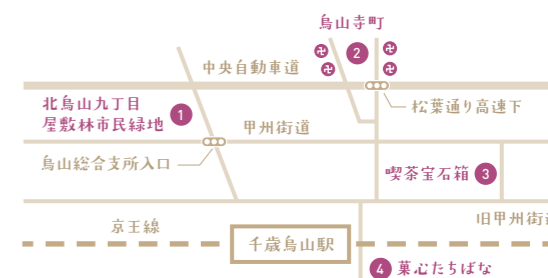 烏山寺町
2
中央自動車道
北烏山九丁目
屋敷林市民緑地
1
松葉通り高速下
甲州街道
烏山総合支所入口
喫茶宝石箱
3
旧甲州街道
京王線
千歳烏山駅
4
菓心たちばな